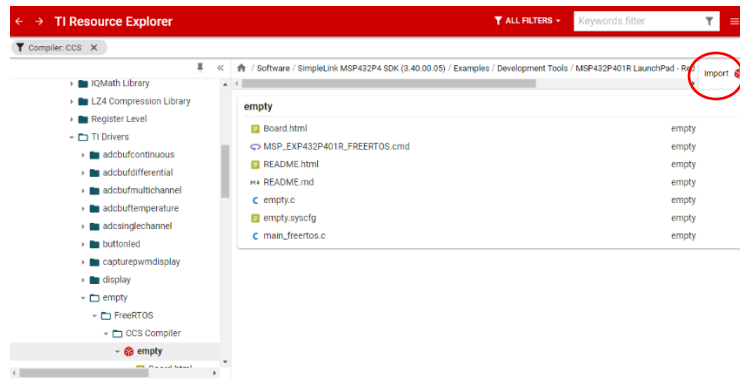 TI Resource Explorer
ALL FILTERS
Keywords filter
Compiler: CCS X
/ Software / SimpleLink MSP432P4 SDK (3.40.00.05) / Examples / Development Tools / MSP432P401R LaunchPad - Red
Import
IQMath Library
LZ4 Compression Library
Register Level
TI Drivers
adcbufcontinuous
adcbufdifferential
adcbufmultichannel
adcbuftemperature
adcsinglechannel
buttonled
capturepwmdisplay
display
empty
FreeRTOS
CCS Compiler
empty
Board.html
empty
Board.html empty
MSP_EXP432P401R_FREERTOS.cmd empty
README.html empty
M+ README.md empty
C empty.c empty
empty.syscfg empty
C main_freertos.c empty